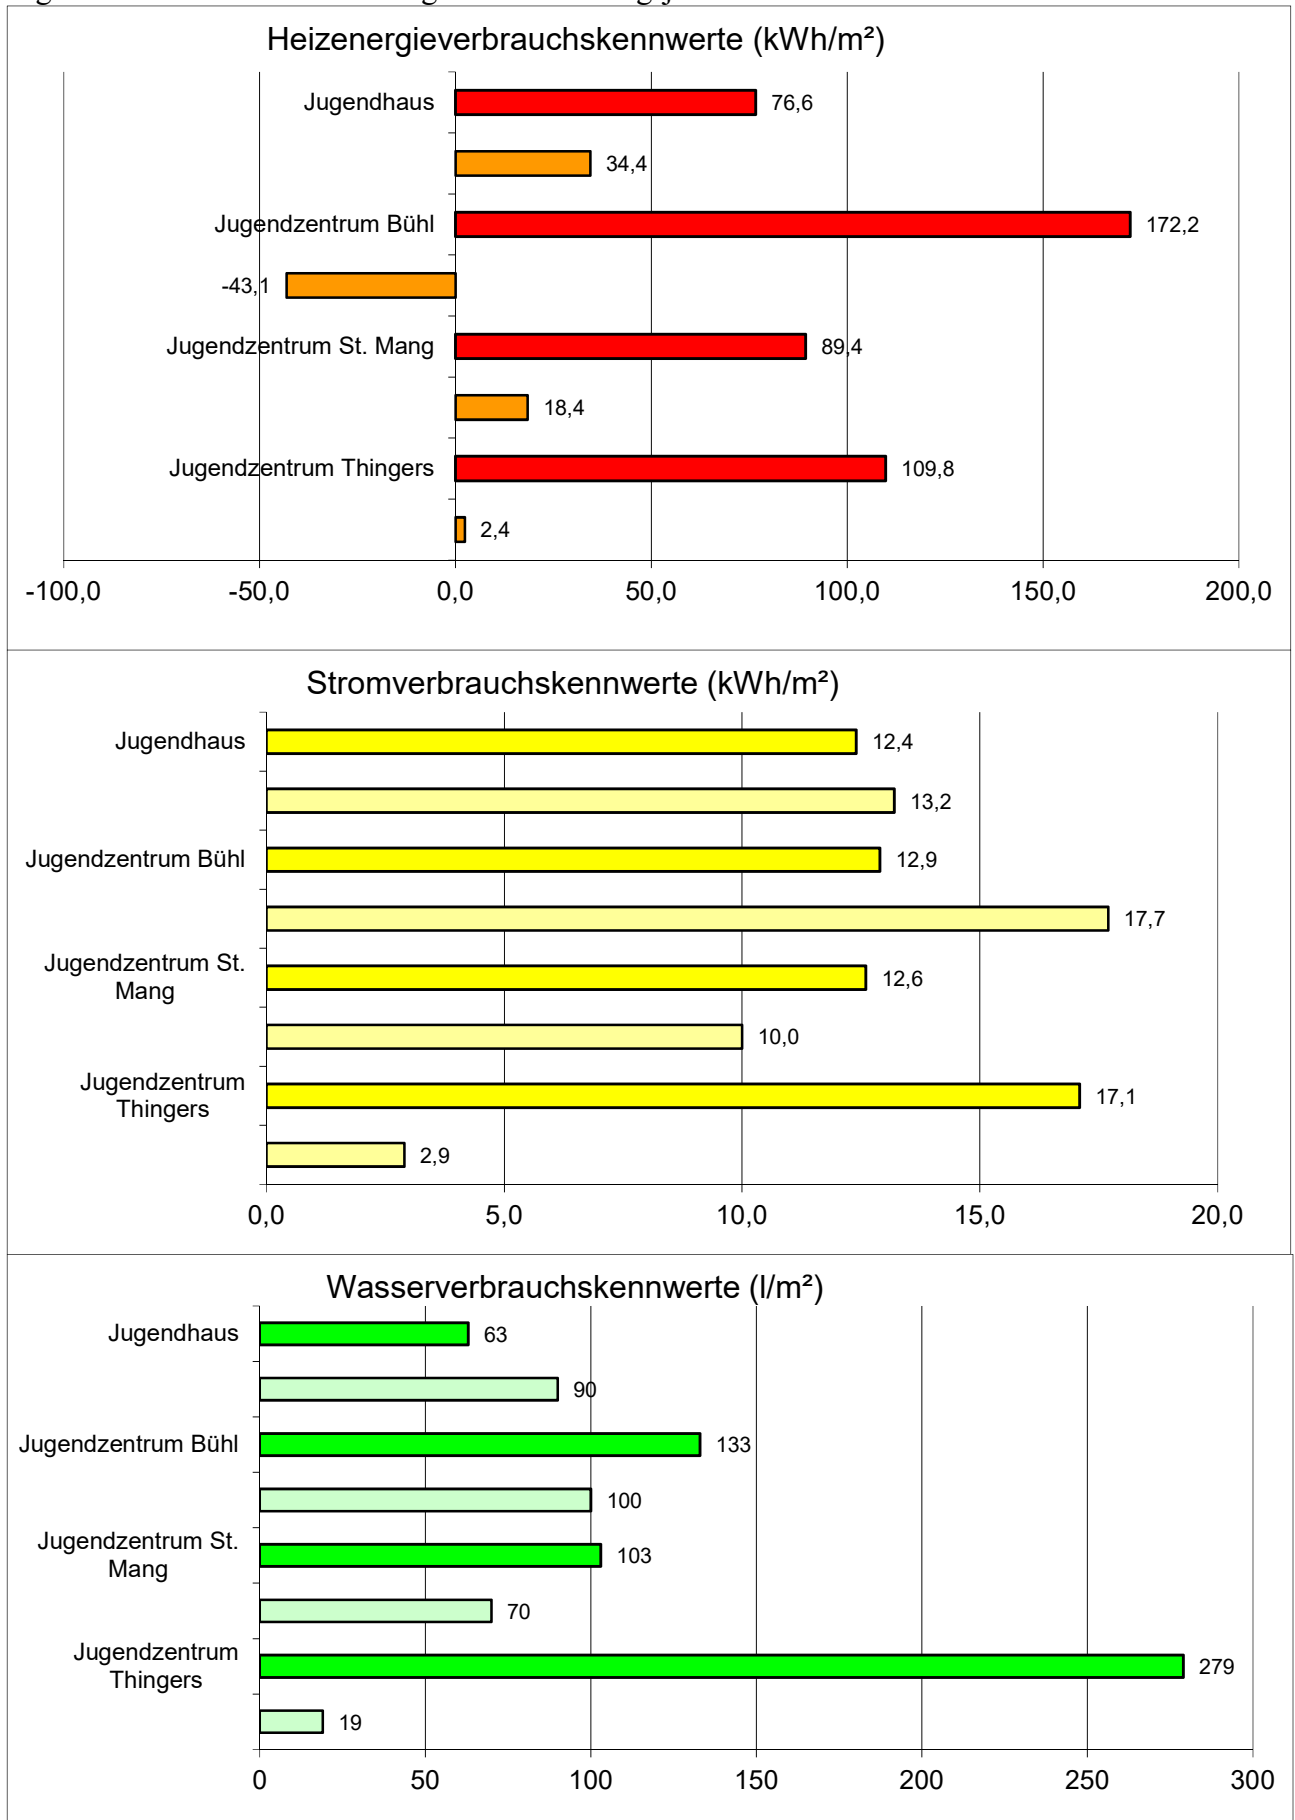 Heizenergieverbrauchskennwerte (kWh/m²)
Jugendhaus
76,6
34,4
Jugendzentrum Bühl
172,2
-43,1
Jugendzentrum St. Mang
89,4
18,4
Jugendzentrum Thingers
109,8
2,4
-100,0 -50,0 0,0 50,0 100,0 150,0 200,0
Stromverbrauchskennwerte (kWh/m²)
Jugendhaus
12,4
13,2
Jugendzentrum Bühl
12,9
17,7
Jugendzentrum St.
Mang
12,6
10,0
Jugendzentrum
Thingers
17,1
2,9
0,0 5,0 10,0 15,0 20,0
Wasserverbrauchskennwerte (l/m²)
Jugendhaus
63
90
Jugendzentrum Bühl
133
100
Jugendzentrum St.
Mang
103
70
Jugendzentrum
Thingers
279
19
0 50 100 150 200 250 300